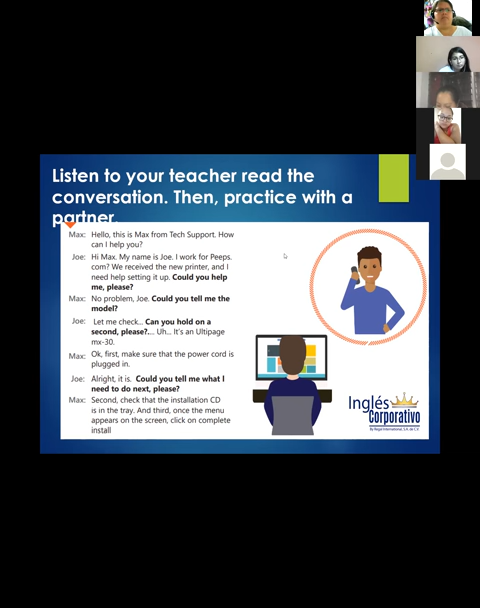 Listen to your teacher read the
conversation. Then, practice with a
partner.
Max: Hello, this is Max from Tech Support. How
can I help you?
Joe: Hi Max. My name is Joe. I work for Peeps.
com? We received the new printer, and I
need help setting it up. Could you help
me, please?
Max: No problem, Joe. Could you tell me the
model?
Joe: Let me check... Can you hold on a
second, please?.... Uh... It's an Ultipage
mx-30.
Max: Ok, first, make sure that the power cord is
plugged in.
Joe: Alright, it is. Could you tell me what I
need to do next, please?
Max: Second, check that the installation CD
is in the tray. And third, once the menu
appears on the screen, click on complete
install
Inglés
Corporativo
By Regio International, S.A. de C.V.